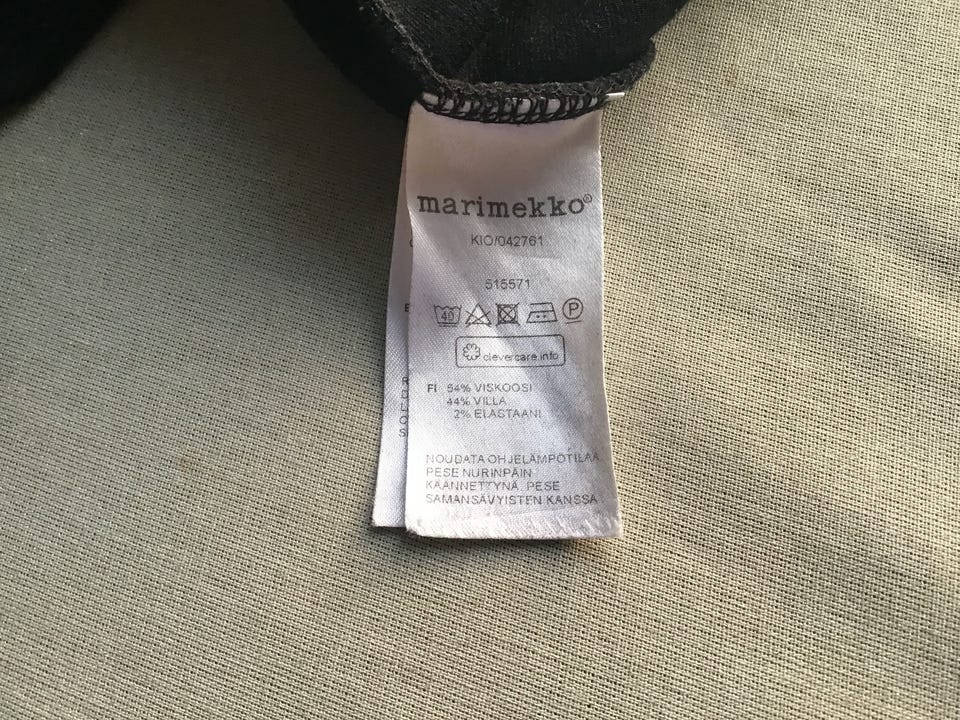 marimekko®
KIO/042761
515571
40 P
clevercare.info
FI 54% VISKOOSI
44% VILLA
2% ELASTAANI
NOUDATA OHJELÄMPÖTILAA
PESE NURINPÄIN
KÄÄNNETTYNÄ. PESE
SAMANSÄVYISTEN KANSSA